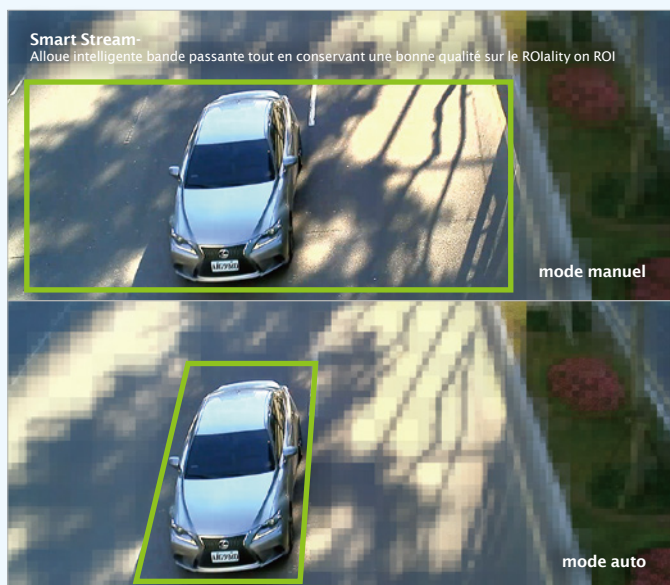 Smart Stream-
Alloue intelligente bande passante tout en conservant une bonne qualité sur le ROIality on ROI
mode manuel
mode auto